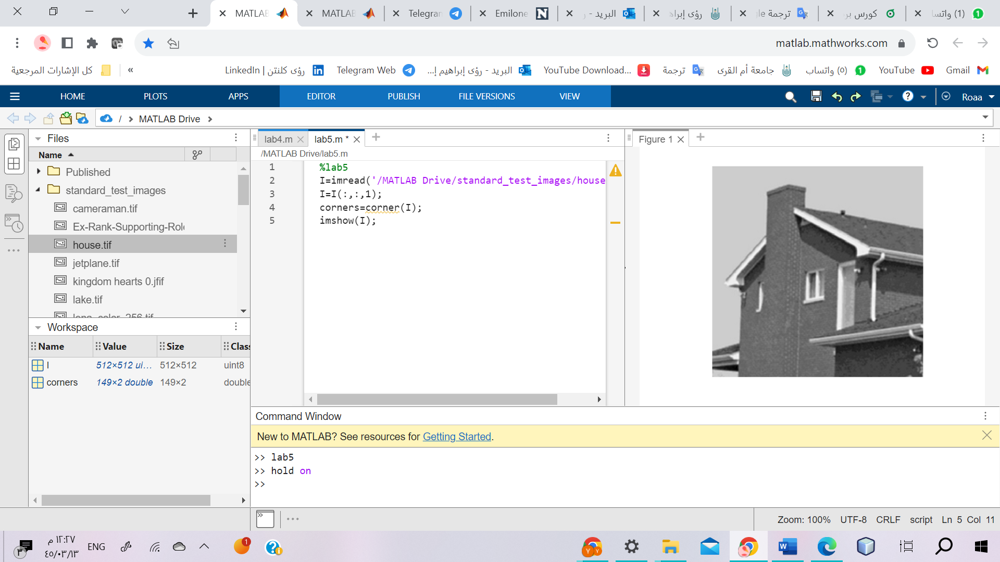 MATLAB
MATLAB
Telegram
Emilone
البريد - ر
رؤى إبراه
ترجمة gle
كورس بر
(1) واتسا
matlab.mathworks.com
كل الإشارات المرجعية
«
رؤى كلنتن | LinkedIn
Telegram Web
البريد - رؤى إبراهيم إ...
YouTube Download...
ترجمة
جامعة أم القرى
(٥) واتساب
YouTube
Gmail
HOME
PLOTS
APPS
EDITOR
PUBLISH
FILE VERSIONS
VIEW
Roaa
/ › MATLAB Drive ›
Files
Name
Published
standard_test_images
cameraman.tif
Ex-Rank-Supporting-Rol
house.tif
jetplane.tif
kingdom hearts 0.jfif
lake.tif
lena_color_256.tif
Workspace
Name Value Size Class
I 512×512 ui... 512×512 uint8
corners 149×2 double 149×2 double
lab4.m
lab5.m *
/MATLAB Drive/lab5.m
1 %lab5
2 I=imread('/MATLAB Drive/standard_test_images/house
3 I=I(:,:,1);
4 corners=corner(I);
5 imshow(I);
Figure 1
Command Window
New to MATLAB? See resources for Getting Started.
>> lab5
>> hold on
>>
Zoom: 100% UTF-8 CRLF script Ln 5 Col 11
١٢:٢٧ م
٤٥/٠٣/١٣
ENG